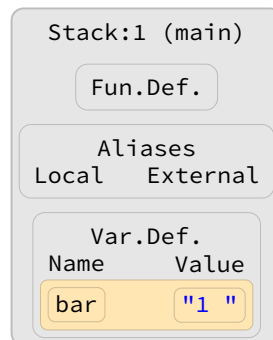 Stack:1 (main)
Fun.Def.
Aliases
Local External
Var.Def.
Name Value
bar "1 "